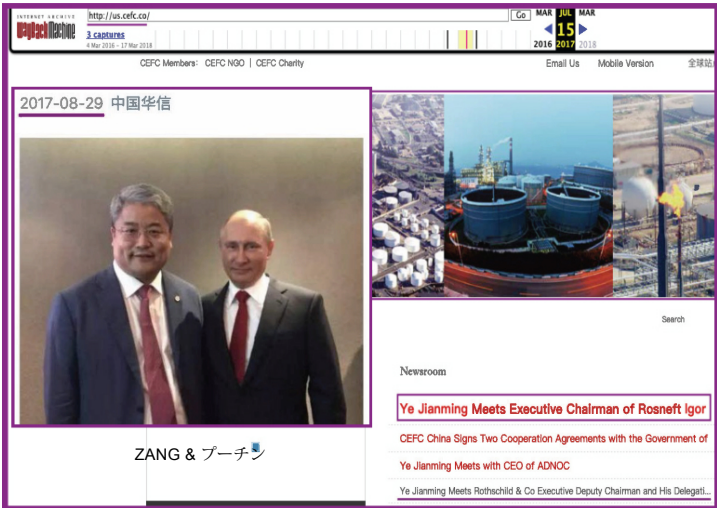 INTERNET ARCHIVE
WayBackMachine
http://us.cefc.co/
Go
MAR JUL MAR
3 captures
15
4 Mar 2016 – 17 Mar 2018
2016 2017 2018
CEFC Members: CEFC NGO | CEFC Charity
Email Us Mobile Version 全球站
2017-08-29 中国华信
Search
Newsroom
Ye Jianming Meets Executive Chairman of Rosneft Igor
CEFC China Signs Two Cooperation Agreements with the Government of
ZANG & プーチン
Ye Jianming Meets with CEO of ADNOC
Ye Jianming Meets Rothschild & Co Executive Deputy Chairman and His Delegati...